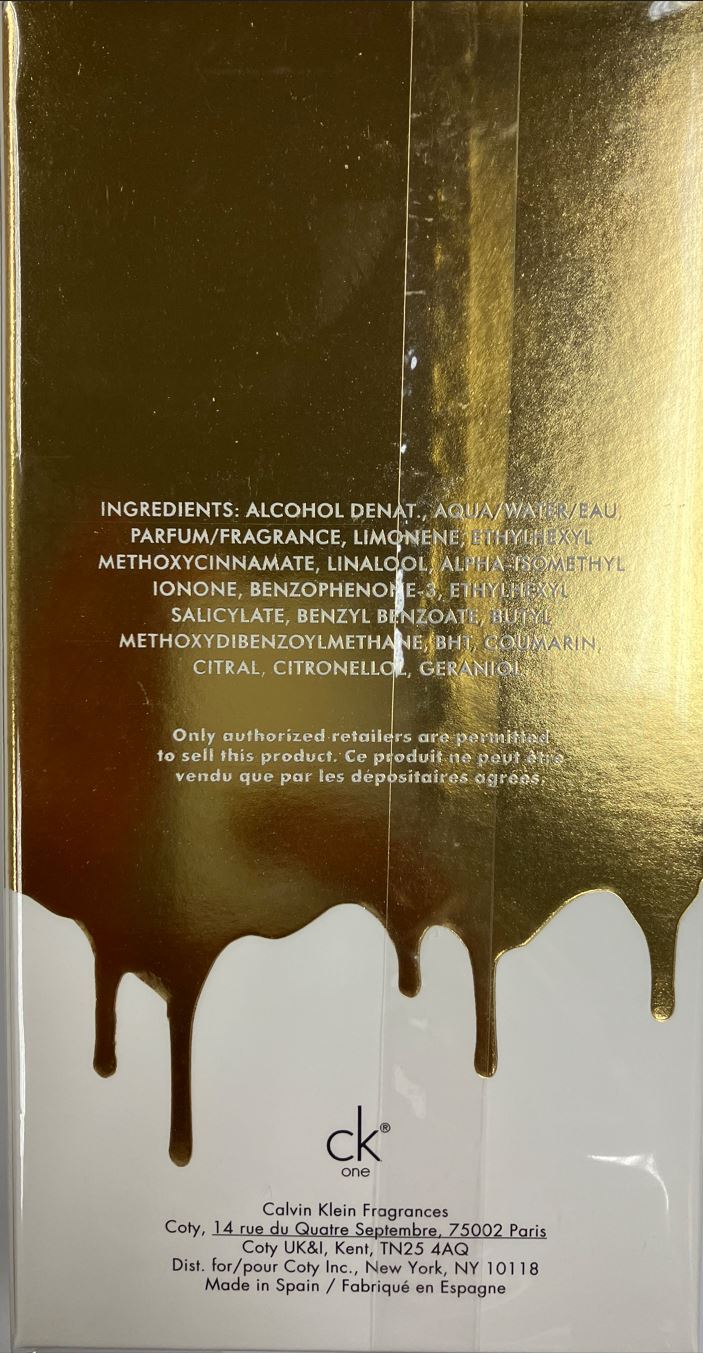 INGREDIENTS: ALCOHOL DENAT., AQUA/WATER/EAU,
PARFUM/FRAGRANCE, LIMONENE, ETHYLHEXYL
METHOXYCINNAMATE, LINALOOL, ALPHA-ISOMETHYL
IONONE, BENZOPHENONE-3, ETHYLHEXYL
SALICYLATE, BENZYL BENZOATE, BUTYL
METHOXYDIBENZOYLMETHANE, BHT, COUMARIN,
CITRAL, CITRONELLOL, GERANIOL
Only authorized retailers are permitted
to sell this product. Ce produit ne peut être
vendu que par les dépositaires agréés.
ck®
one
Calvin Klein Fragrances
Coty, 14 rue du Quatre Septembre, 75002 Paris
Coty UK&I, Kent, TN25 4AQ
Dist. for/pour Coty Inc., New York, NY 10118
Made in Spain / Fabriqué en Espagne